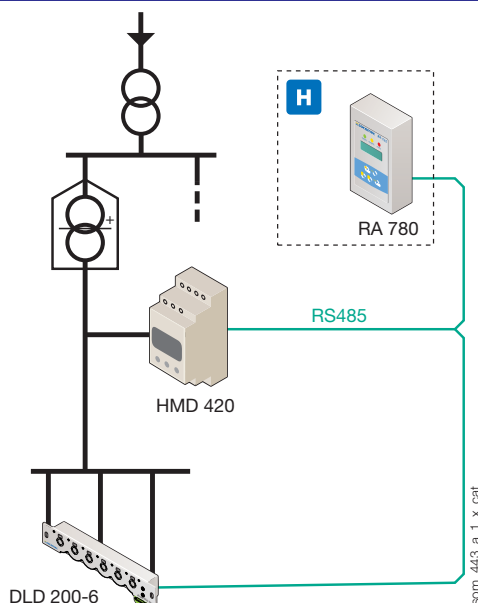 H
RA 780
RS485
HMD 420
DLD 200-6
som_443_a_1_x_cat
+